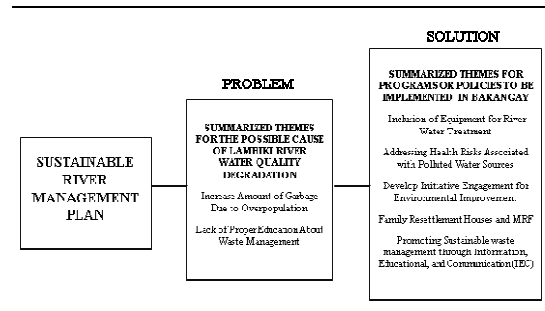 SOLUTION
PROBLEM
SUSTAINABLE
RIVER
MANAGEMENT
PLAN
SUMMARIZED THEMES
FOR THE POSSIBLE CAUSE
OF LAMBIKI RIVER
WATER QUALITY
DEGRADATION
Increase Amount of Garbage
Due to Overpopulation
Lack of Proper Education About
Waste Management
SUMMARIZED THEMES FOR
PROGRAMS OR POLICIES TO BE
IMPLEMENTED IN BARANGAY
Inclusion of Equipment for River
Water Treatment
Addressing Health Risks Associated
with Polluted Water Sources
Develop Initiative Engagement for
Environmental Improvement
Family Resettlement Houses and MRF
Promoting Sustainable waste
management through Information,
Educational, and Communication(IEC)